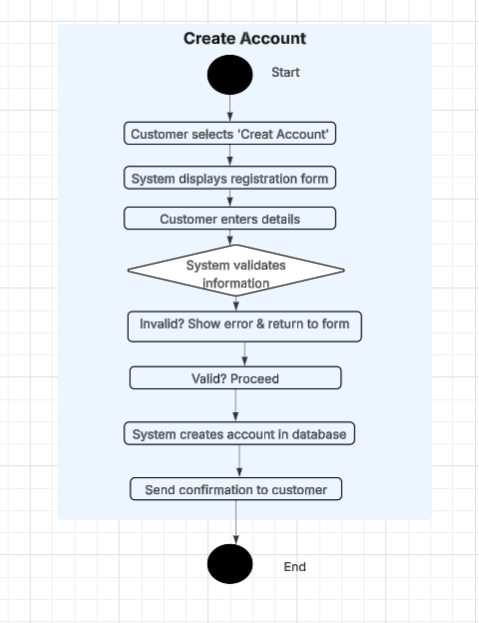 Create Account
Start
Customer selects 'Creat Account'
System displays registration form
Customer enters details
System validates
information
Invalid? Show error & return to form
Valid? Proceed
System creates account in database
Send confirmation to customer
End